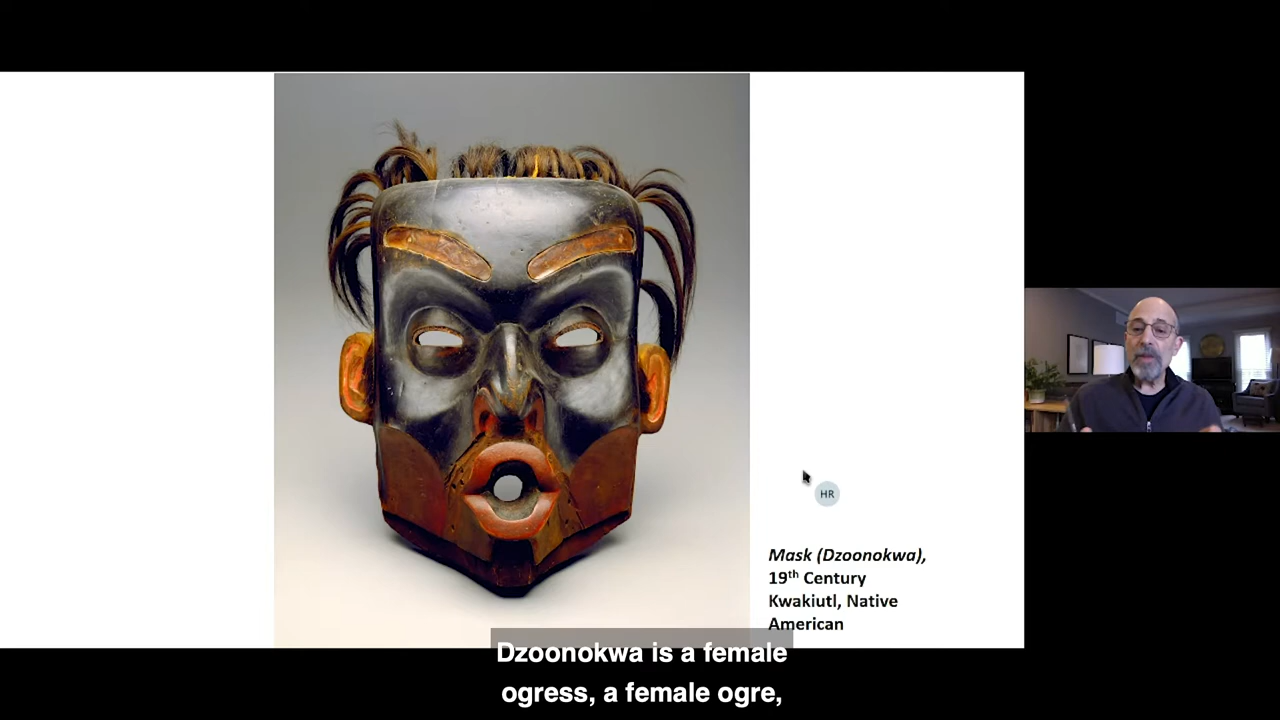 HR
Mask (Dzoonokwa),
19th Century
Kwakiutl, Native
American
Dzoonokwa is a female
ogress, a female ogre,